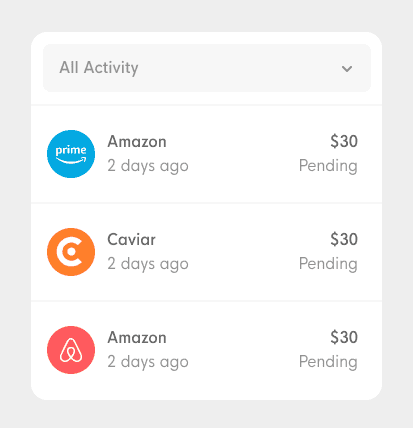 All Activity
prime
Amazon $30
2 days ago Pending
Caviar $30
2 days ago Pending
Amazon $30
2 days ago Pending